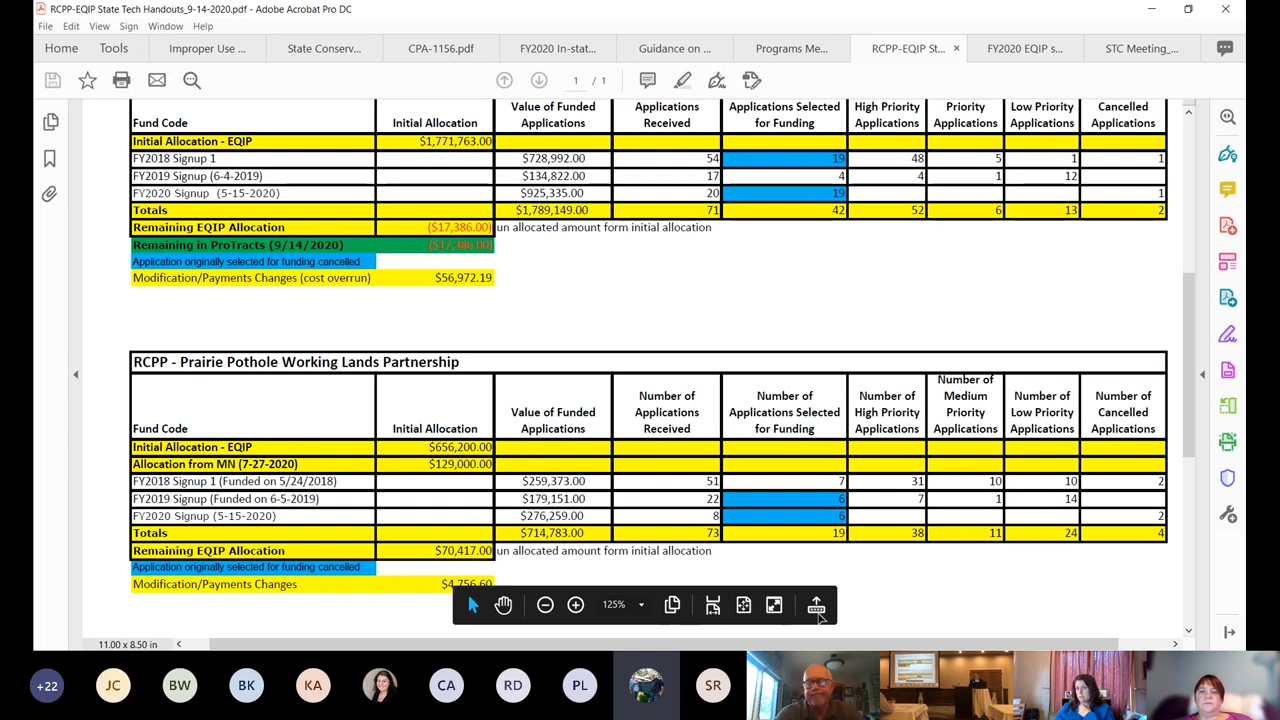 RCPP-EQIP State Tech Handouts_9-14-2020.pdf - Adobe Acrobat Pro DC
File Edit View Sign Window Help
Home Tools Improper Use ... State Conserv... CPA-1156.pdf FY2020 In-stat... Guidance on ... Programs Me... RCPP-EQIP St... × FY2020 EQIP s... STC Meeting_...
1 / 1
Value of Funded Applications Applications Selected High Priority Priority Low Priority Cancelled
Fund Code Initial Allocation Applications Received for Funding Applications Applications Applications Applications
Initial Allocation - EQIP $1,771,763.00
FY2018 Signup 1 $728,992.00 54 19 48 5 1 1
FY2019 Signup (6-4-2019) $134,822.00 17 4 4 1 12
FY2020 Signup (5-15-2020) $925,335.00 20 19 1
Totals $1,789,149.00 71 42 52 6 13 2
Remaining EQIP Allocation ($17,386.00) un allocated amount form initial allocation
Remaining in ProTracts (9/14/2020) ($17,386.00)
Application originally selected for funding cancelled
Modification/Payments Changes (cost overrun) $56,972.19
RCPP - Prairie Pothole Working Lands Partnership
Number of
Number of Number of Number of Medium Number of Number of
Value of Funded Applications Applications Selected High Priority Priority Low Priority Cancelled
Fund Code Initial Allocation Applications Received for Funding Applications Applications Applications Applications
Initial Allocation - EQIP $656,200.00
Allocation from MN (7-27-2020) $129,000.00
FY2018 Signup 1 (Funded on 5/24/2018) $259,373.00 51 7 31 10 10 2
FY2019 Signup (Funded on 6-5-2019) $179,151.00 22 6 7 1 14
FY2020 Signup (5-15-2020) $276,259.00 8 6 2
Totals $714,783.00 73 19 38 11 24 4
Remaining EQIP Allocation $70,417.00 un allocated amount form initial allocation
Application originally selected for funding cancelled
Modification/Payments Changes $4,756.60
125%
11.00 x 8.50 in
+22 JC BW BK KA CA RD PL SR